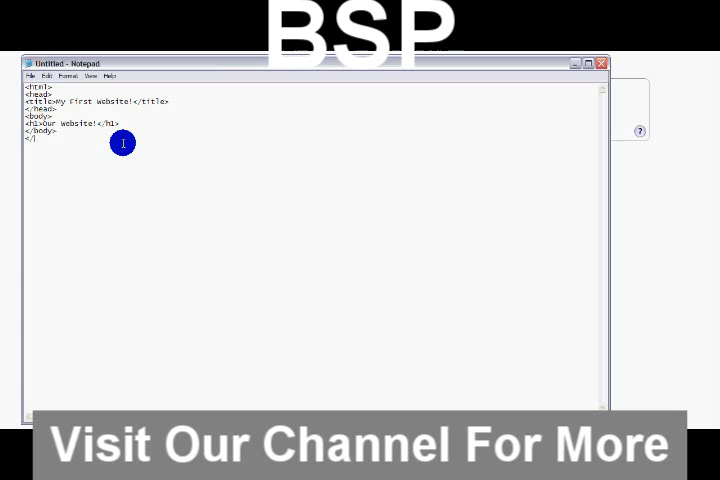 BSP
Untitled - Notepad
File Edit Format View Help
<html>
<head>
<title>My First Website!</title>
</head>
<body>
<h1>Our Website!</h1>
</body>
</
?
Visit Our Channel For More